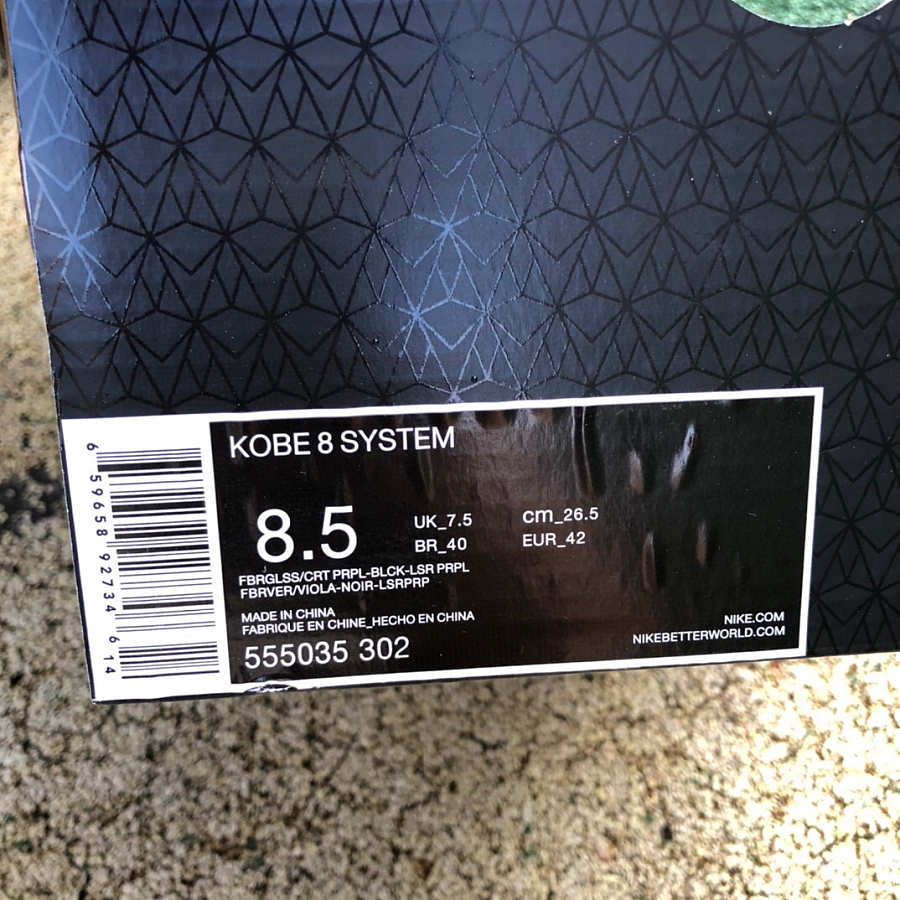 KOBE 8 SYSTEM
8.5
UK_7.5
cm_26.5
BR_40
EUR_42
FBRGLSS/CRT PRPL-BLCK-LSR PRPL
FBRVER/VIOLA-NOIR-LSRPRP
MADE IN CHINA
FABRIQUE EN CHINE_HECHO EN CHINA
555035 302
NIKE.COM
NIKEBETTERWORLD.COM
6 59658 92734 6 14